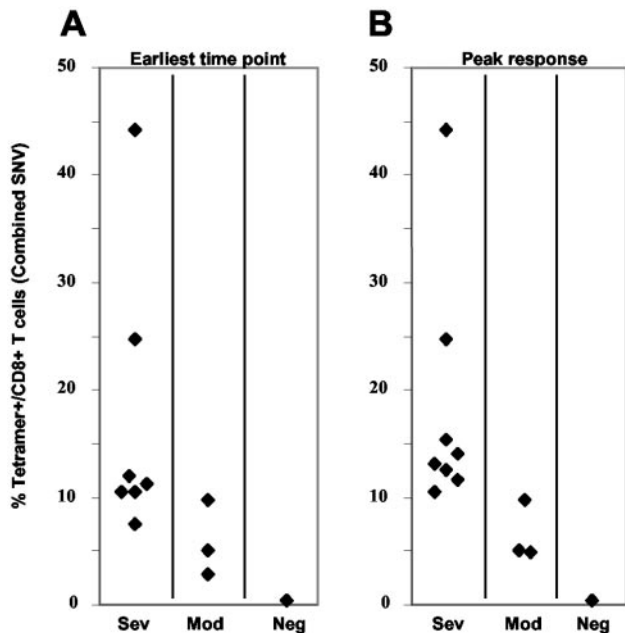 A
B
Earliest time point
Peak response
% Tetramer+/CD8+ T cells (Combined SNV)
50
40
30
20
10
0
50
40
30
20
10
0
Sev Mod Neg
Sev Mod Neg